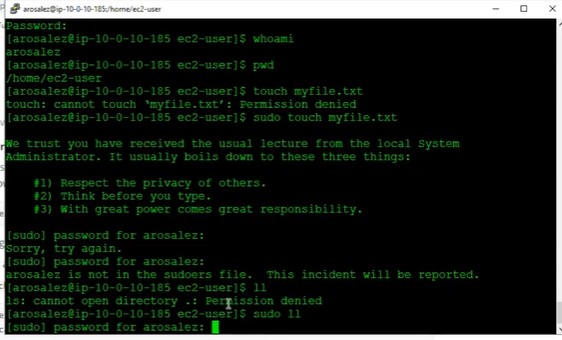 arosalez@ip-10-0-10-185:/home/ec2-user
Password:
[arosalez@ip-10-0-10-185 ec2-user]$ whoami
arosalez
[arosalez@ip-10-0-10-185 ec2-user]$ pwd
/home/ec2-user
[arosalez@ip-10-0-10-185 ec2-user]$ touch myfile.txt
touch: cannot touch ‘myfile.txt’: Permission denied
[arosalez@ip-10-0-10-185 ec2-user]$ sudo touch myfile.txt
We trust you have received the usual lecture from the local System
Administrator. It usually boils down to these three things:
#1) Respect the privacy of others.
#2) Think before you type.
#3) With great power comes great responsibility.
[sudo] password for arosalez:
Sorry, try again.
[sudo] password for arosalez:
arosalez is not in the sudoers file.  This incident will be reported.
[arosalez@ip-10-0-10-185 ec2-user]$ ll
ls: cannot open directory .: Permission denied
[arosalez@ip-10-0-10-185 ec2-user]$ sudo ll
[sudo] password for arosalez: